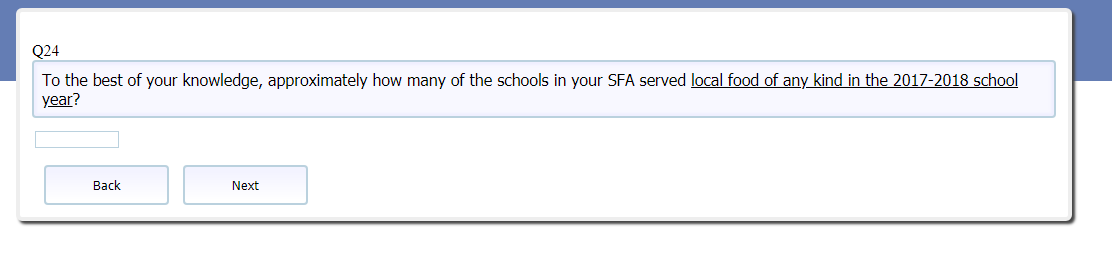 Q24
To the best of your knowledge, approximately how many of the schools in your SFA served local food of any kind in the 2017-2018 school
year?
Back Next